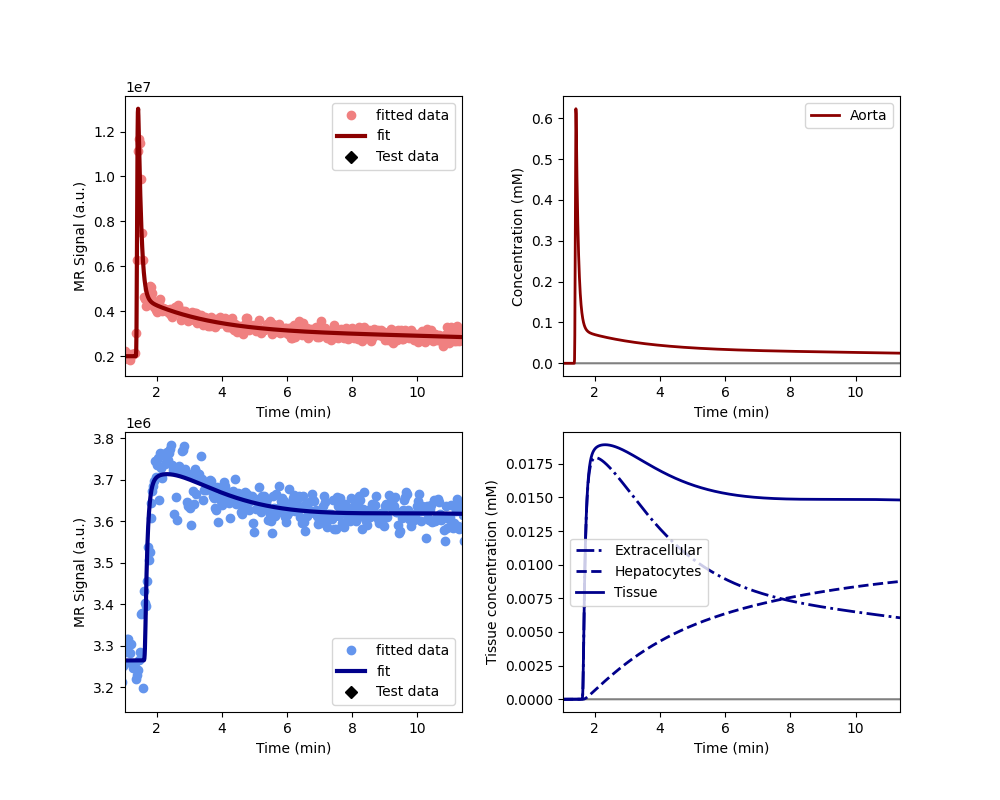 1e7
MR Signal (a.u.)
1.2
1.0
0.8
0.6
0.4
0.2
2 4 6 8 10
Time (min)
fitted data
fit
Test data
Concentration (mM)
0.6
0.5
0.4
0.3
0.2
0.1
0.0
2 4 6 8 10
Time (min)
Aorta
1e6
MR Signal (a.u.)
3.8
3.7
3.6
3.5
3.4
3.3
3.2
2 4 6 8 10
Time (min)
fitted data
fit
Test data
Tissue concentration (mM)
0.0175
0.0150
0.0125
0.0100
0.0075
0.0050
0.0025
0.0000
2 4 6 8 10
Time (min)
Extracellular
Hepatocytes
Tissue